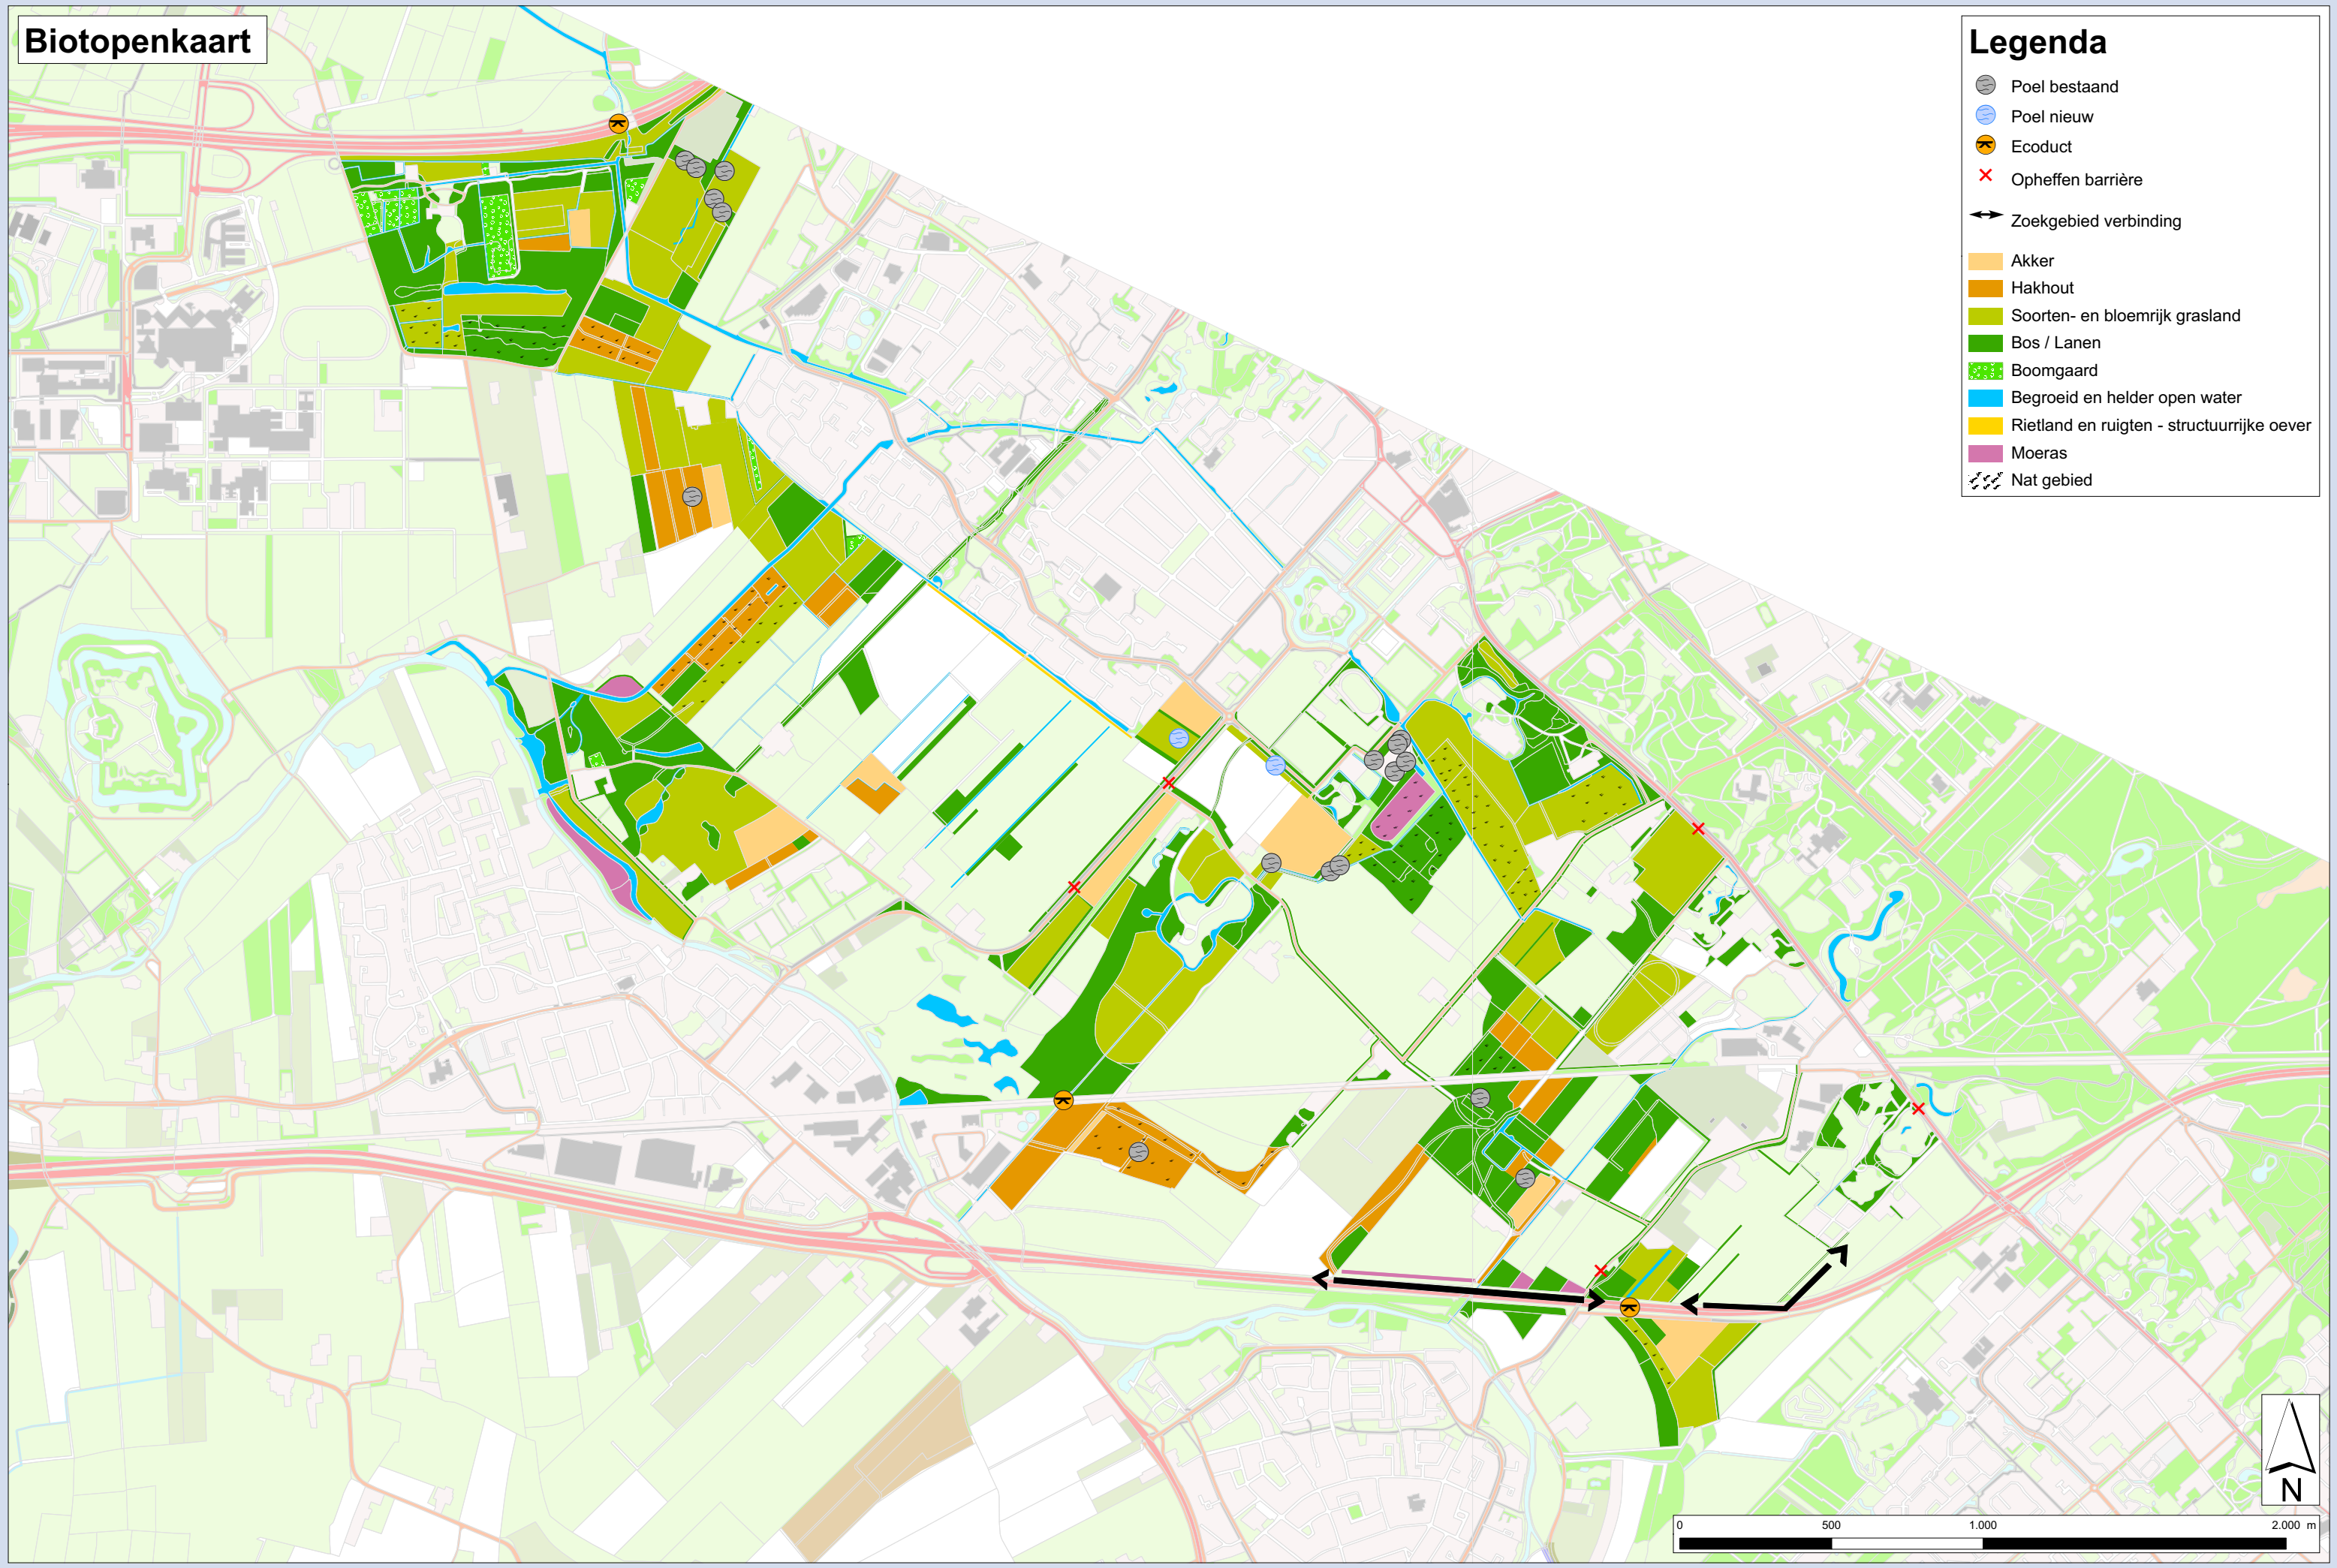 Biotopenkaart
Legenda
Poel bestaand
Poel nieuw
Ecoduct
Opheffen barrière
Zoekgebied verbinding
Akker
Hakhout
Soorten- en bloemrijk grasland
Bos / Lanen
Boomgaard
Begroeid en helder open water
Rietland en ruigten - structuurrijke oever
Moeras
Nat gebied
N
0 500 1.000 2.000 m